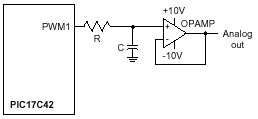 +10V
OPAMP
PWM1
R
+
Analog
out
C
-
-10V
PIC17C42